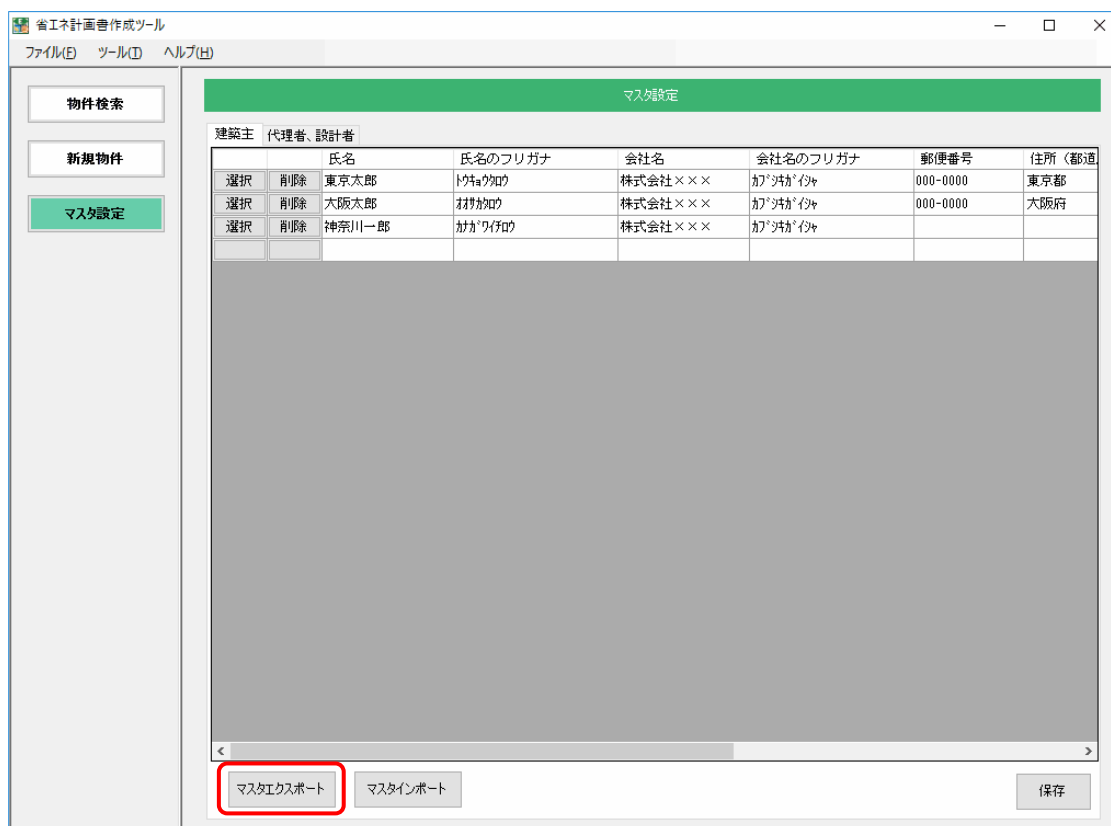 省エネ計画書作成ツール
ファイル(F) ツール(T) ヘルプ(H)
物件検索
新規物件
マスタ設定
マスタ設定
建築主 代理者、設計者
氏名 氏名のフリガナ 会社名 会社名のフリガナ 郵便番号 住所（都道
選択 削除 東京太郎 ﾄｳｷｮｳﾀﾛｳ 株式会社××× ｶﾌﾞｼｷｶﾞｲｼｬ 000-0000 東京都
選択 削除 大阪太郎 ｵｵｻｶﾀﾛｳ 株式会社××× ｶﾌﾞｼｷｶﾞｲｼｬ 000-0000 大阪府
選択 削除 神奈川一郎 ｶﾅｶﾞﾜｲﾁﾛｳ 株式会社××× ｶﾌﾞｼｷｶﾞｲｼｬ
マスタエクスポート マスタインポート 保存